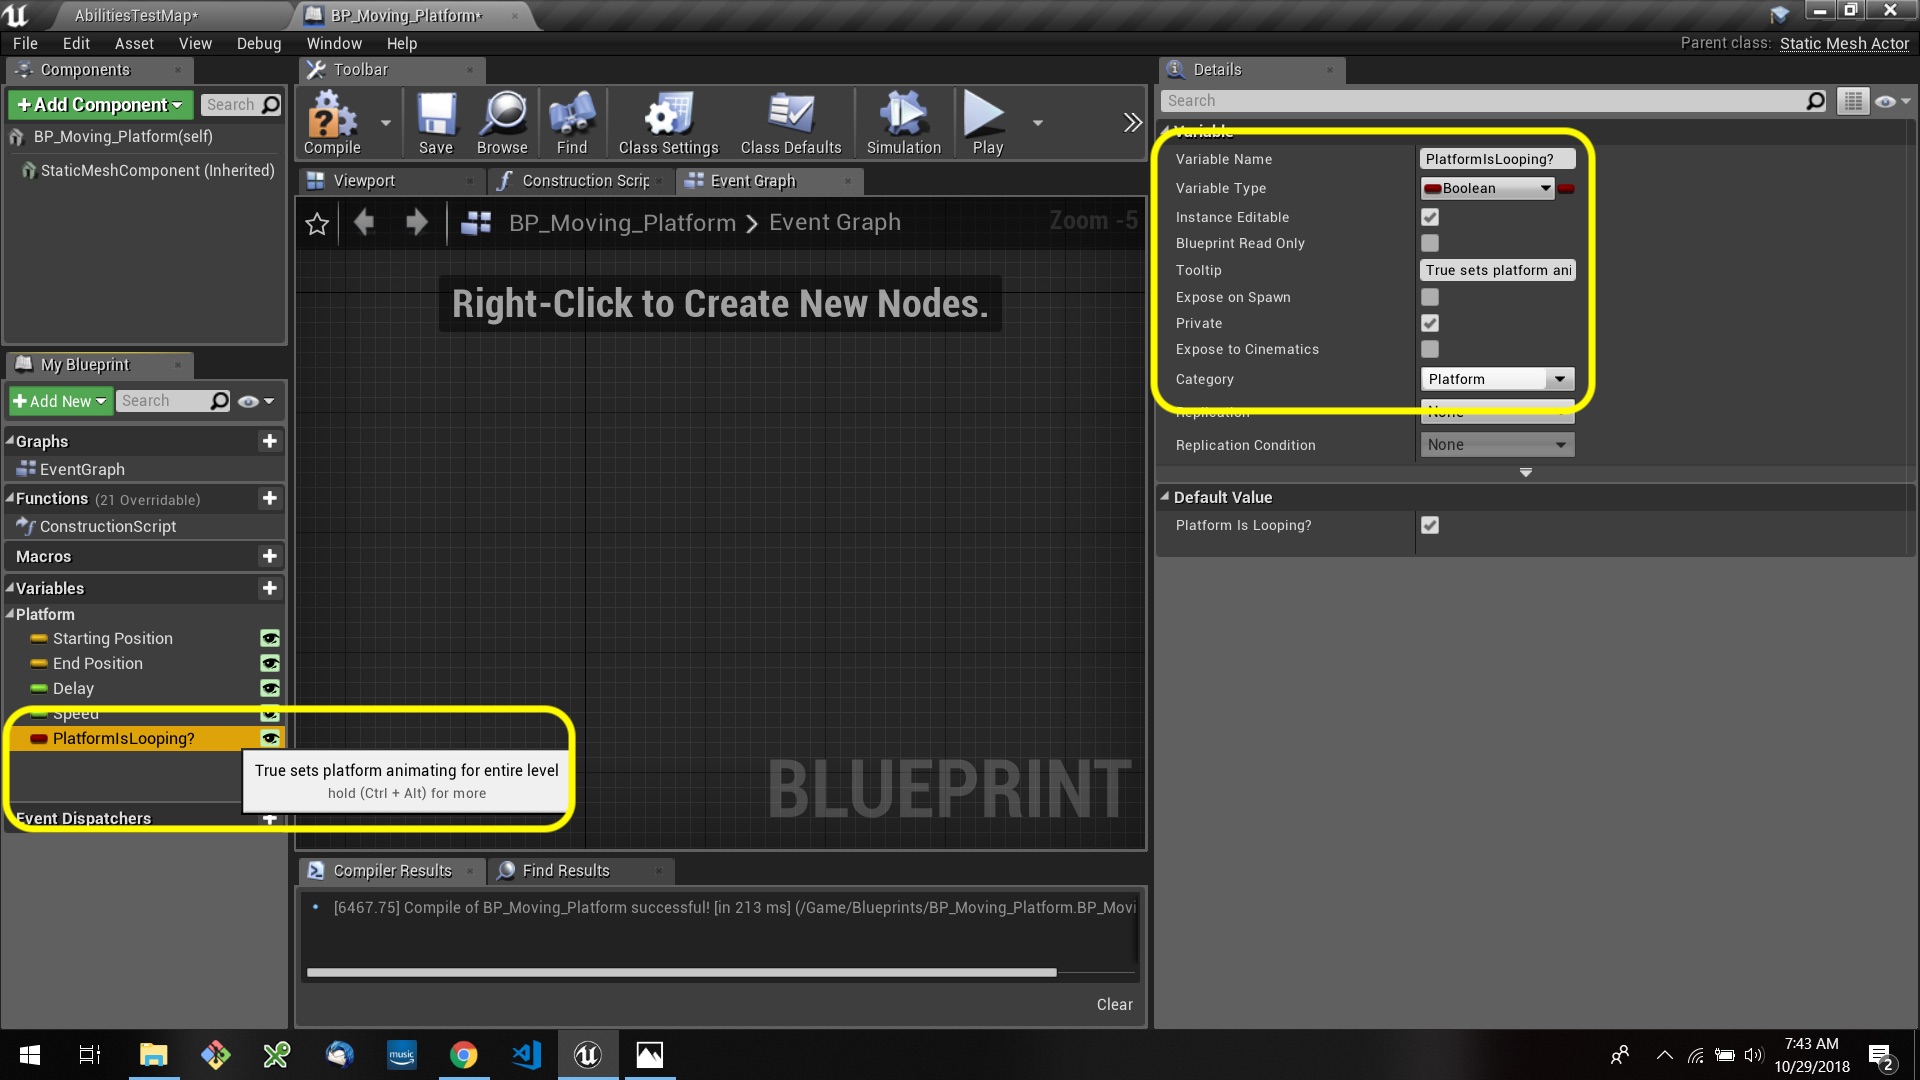 AbilitiesTestMap*
BP_Moving_Platform*
File Edit Asset View Debug Window Help
Parent class: Static Mesh Actor
Components
Toolbar
Details
+Add Component
Search
Compile
Save
Browse
Find
Class Settings
Class Defaults
Simulation
Play
Search
BP_Moving_Platform(self)
StaticMeshComponent (Inherited)
Viewport
Construction Scrip
Event Graph
BP_Moving_Platform > Event Graph
Zoom -5
Right-Click to Create New Nodes.
BLUEPRINT
Variable
Variable Name PlatformIsLooping?
Variable Type Boolean
Instance Editable
Blueprint Read Only
Tooltip True sets platform ani
Expose on Spawn
Private
Expose to Cinematics
Category Platform
Replication None
Replication Condition None
Default Value
Platform Is Looping?
My Blueprint
+Add New
Search
Graphs
EventGraph
Functions (21 Overridable)
ConstructionScript
Macros
Variables
Platform
Starting Position
End Position
Delay
Speed
PlatformIsLooping?
True sets platform animating for entire level
hold (Ctrl + Alt) for more
Event Dispatchers
Compiler Results
Find Results
[6467.75] Compile of BP_Moving_Platform successful! [in 213 ms] (/Game/Blueprints/BP_Moving_Platform.BP_Movi
Clear
music
7:43 AM
10/29/2018
2